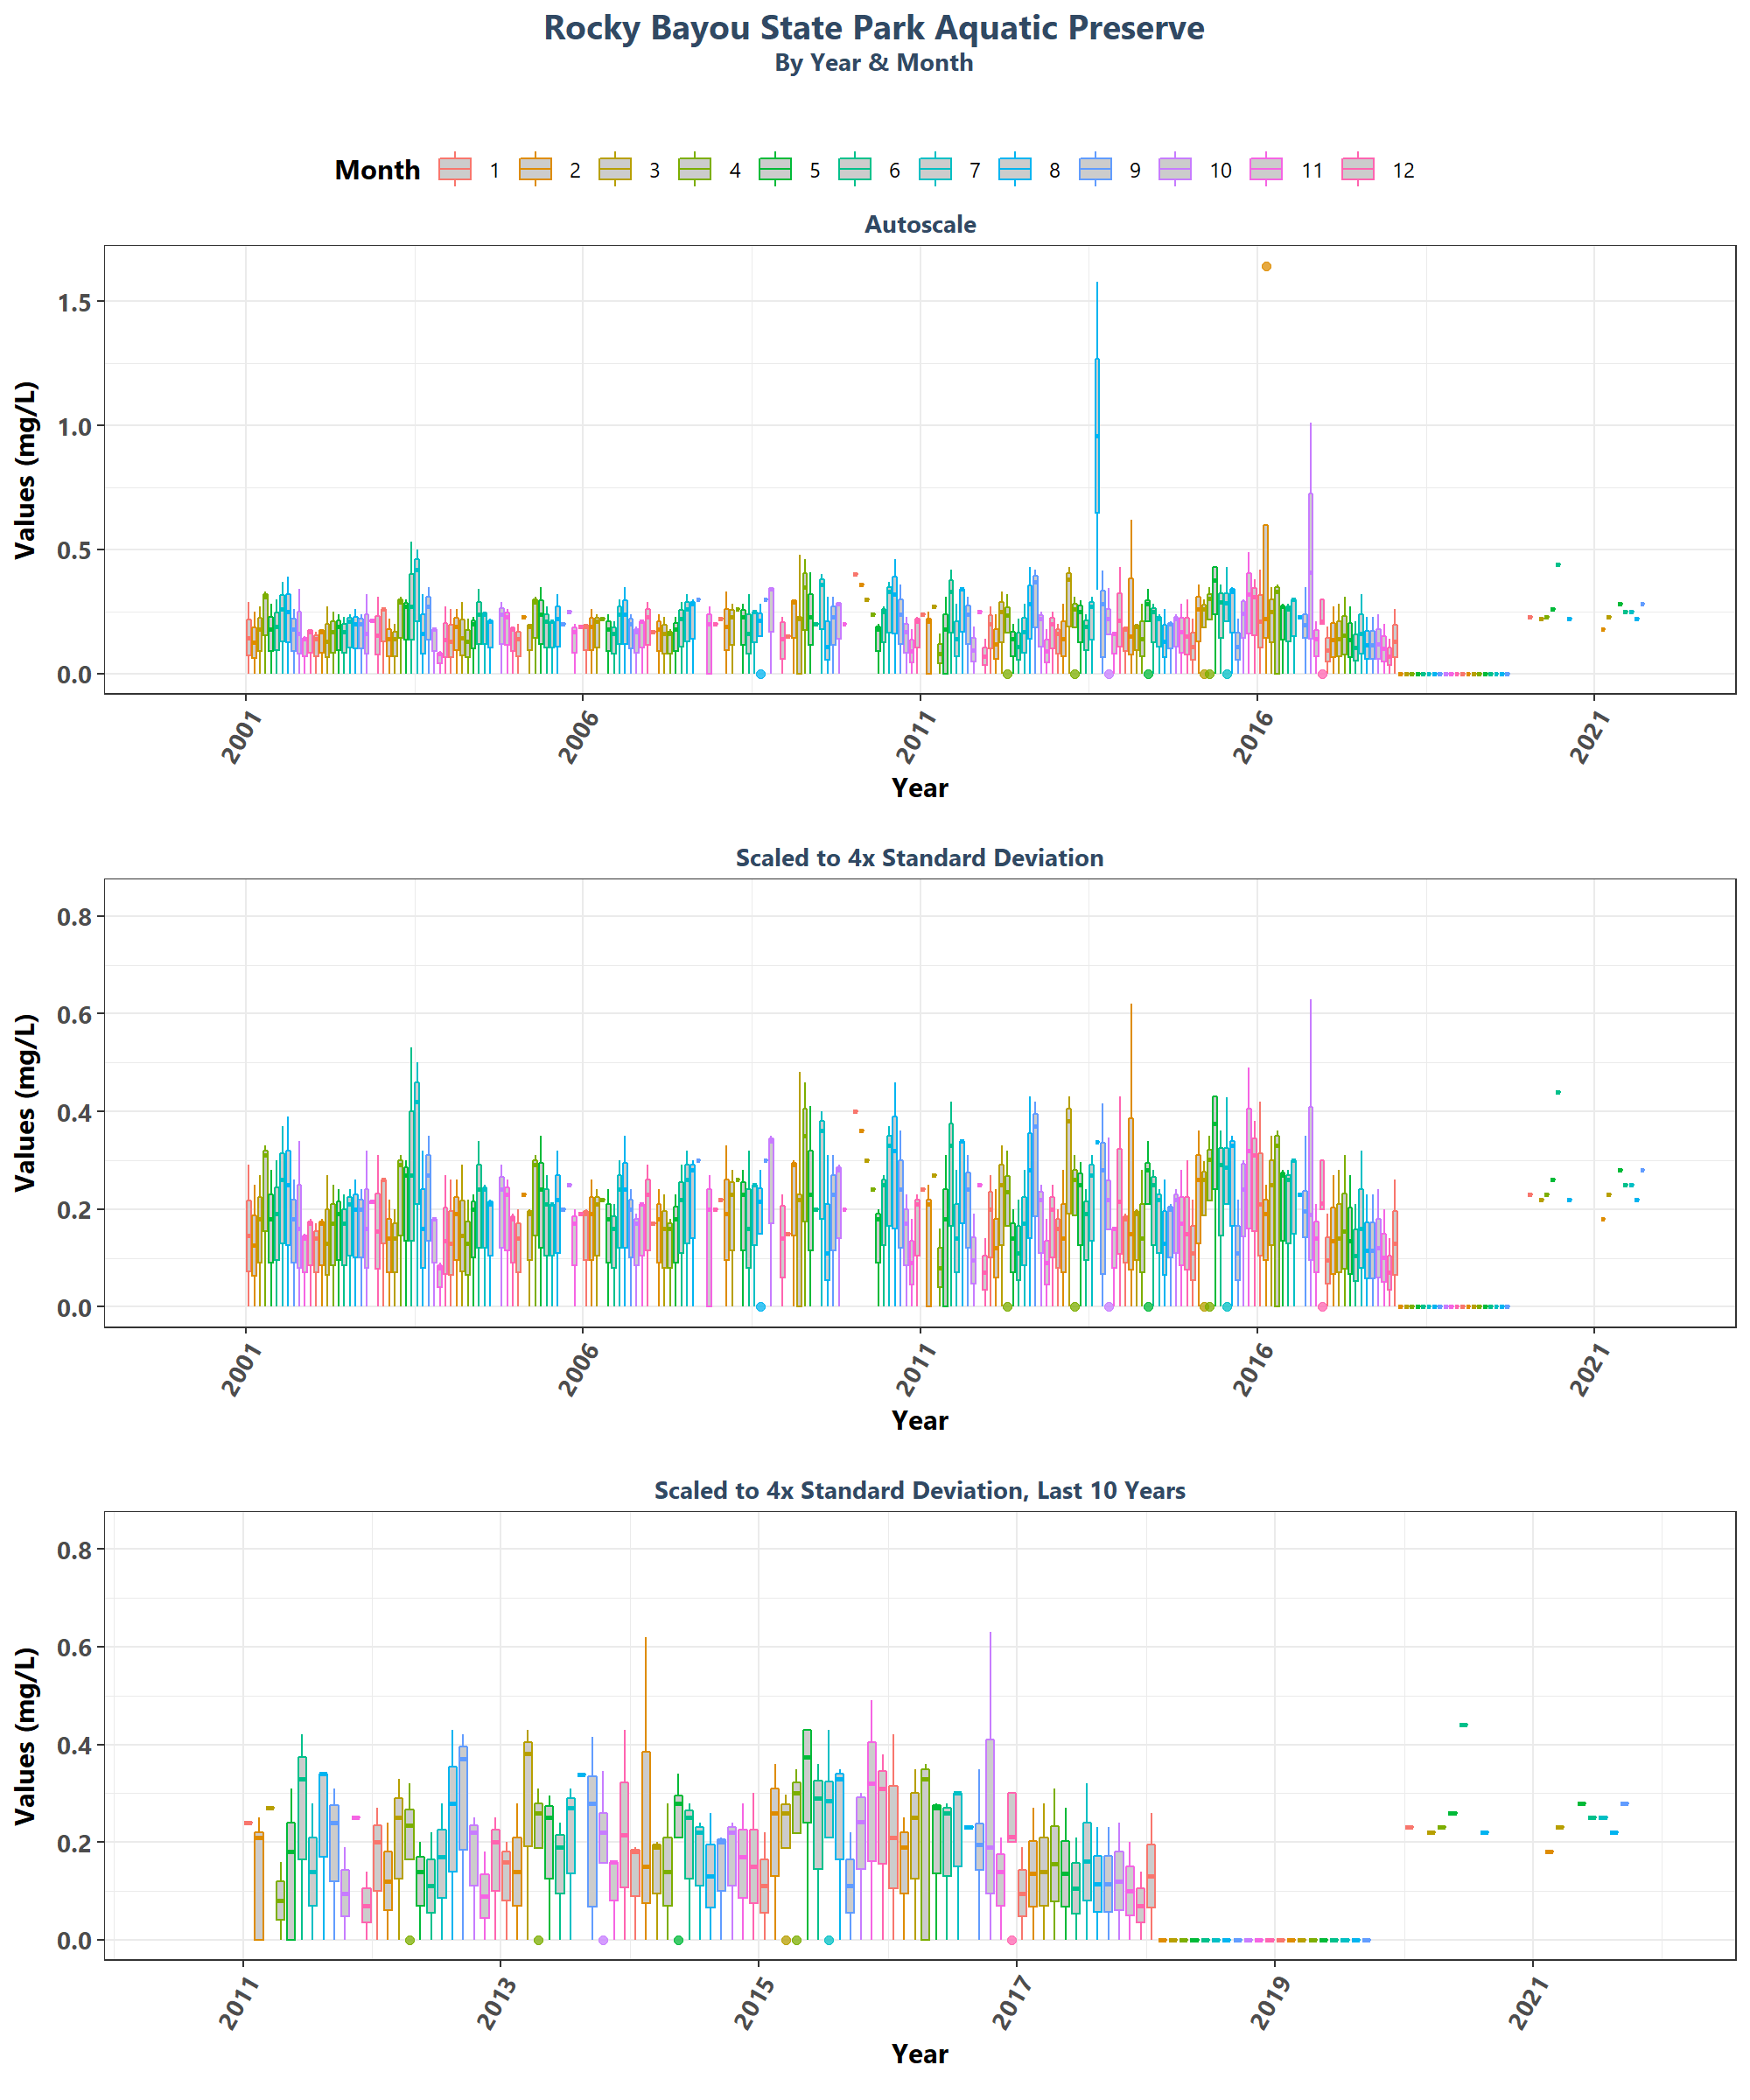 Rocky Bayou State Park Aquatic Preserve
By Year & Month
Month 1 2 3 4 5 6 7 8 9 10 11 12
Autoscale
Values (mg/L)
1.5
1.0
0.5
0.0
2001 2006 2011 2016 2021
Year
Scaled to 4x Standard Deviation
Values (mg/L)
0.8
0.6
0.4
0.2
0.0
2001 2006 2011 2016 2021
Year
Scaled to 4x Standard Deviation, Last 10 Years
Values (mg/L)
0.8
0.6
0.4
0.2
0.0
2011 2013 2015 2017 2019 2021
Year